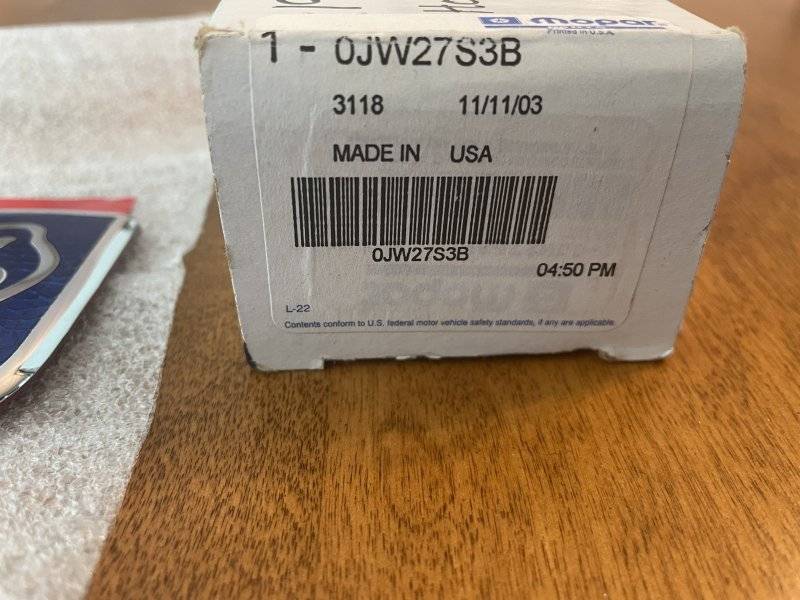 Mopar
Printed in U.S.A
1 - 0JW27S3B
3118 11/11/03
MADE IN USA
0JW27S3B
04:50 PM
L-22
Contents conform to U.S. federal motor vehicle safety standards, if any are applicable.